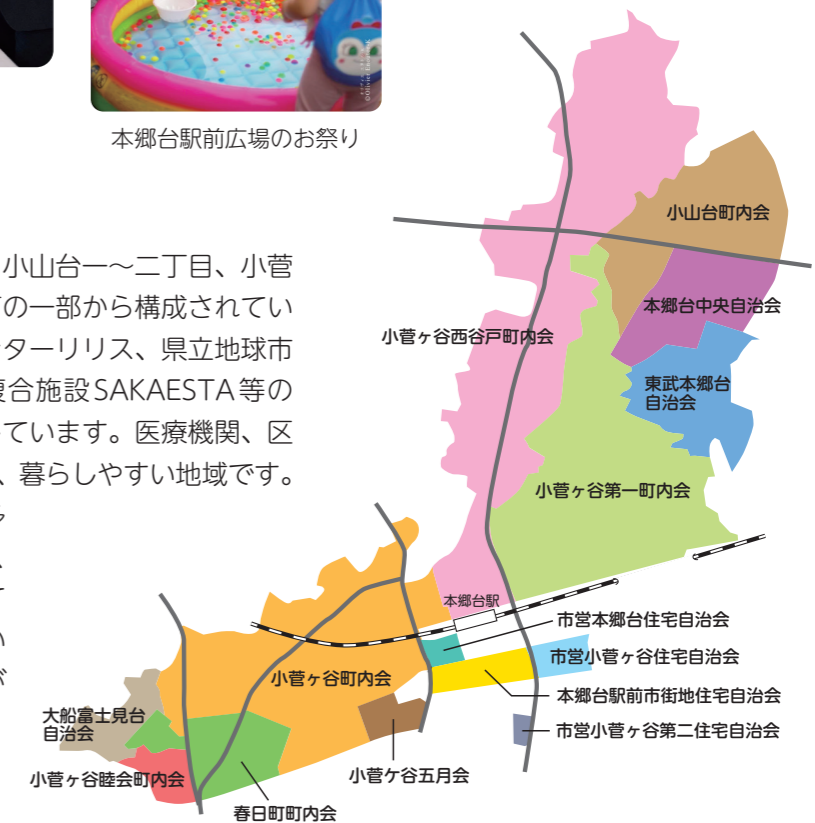 本郷台駅前広場のお祭り
小山台一～二丁目、小菅
の一部から構成されてい
ターリリス、県立地球市
複合施設SAKAESTA等の
ています。医療機関、区
、暮らしやすい地域です。
小山台町内会
本郷台中央自治会
小菅ヶ谷西谷戸町内会
東武本郷台
自治会
小菅ヶ谷第一町内会
本郷台駅
市営本郷台住宅自治会
市営小菅ヶ谷住宅自治会
小菅ヶ谷町内会
本郷台駅前市街地住宅自治会
大船富士見台
自治会
市営小菅ヶ谷第二住宅自治会
小菅ヶ谷睦会町内会
小菅ケ谷五月会
春日町町内会